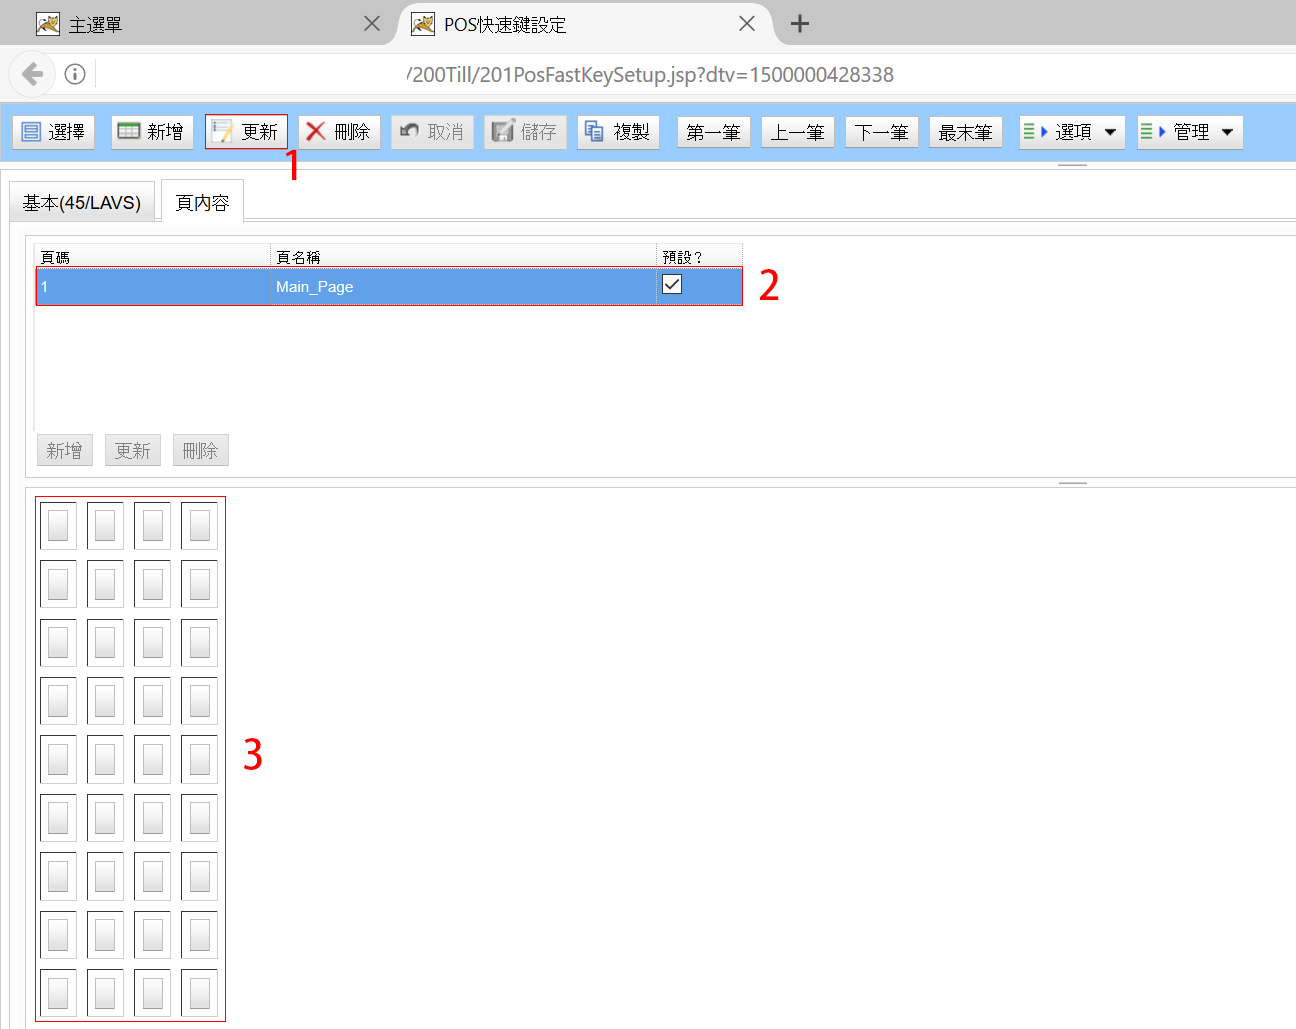 主選單
POS快速鍵設定
/200Till/201PosFastKeySetup.jsp?dtv=1500000428338
選擇 新增 更新 刪除 取消 儲存 複製 第一筆 上一筆 下一筆 最末筆 選項 管理
1
基本(45/LAVS) 頁內容
頁碼 頁名稱 預設?
1 Main_Page
2
新增 更新 刪除
3